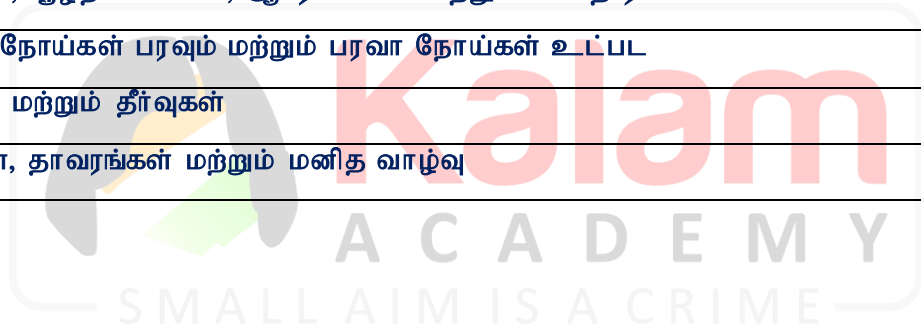 நோய்கள் பரவும் மற்றும் பரவா நோய்கள் உட்பட
மற்றும் தீர்வுகள்
தாவரங்கள் மற்றும் மனித வாழ்வு
Kalam
ACADEMY
SMALL AIM IS A CRIME